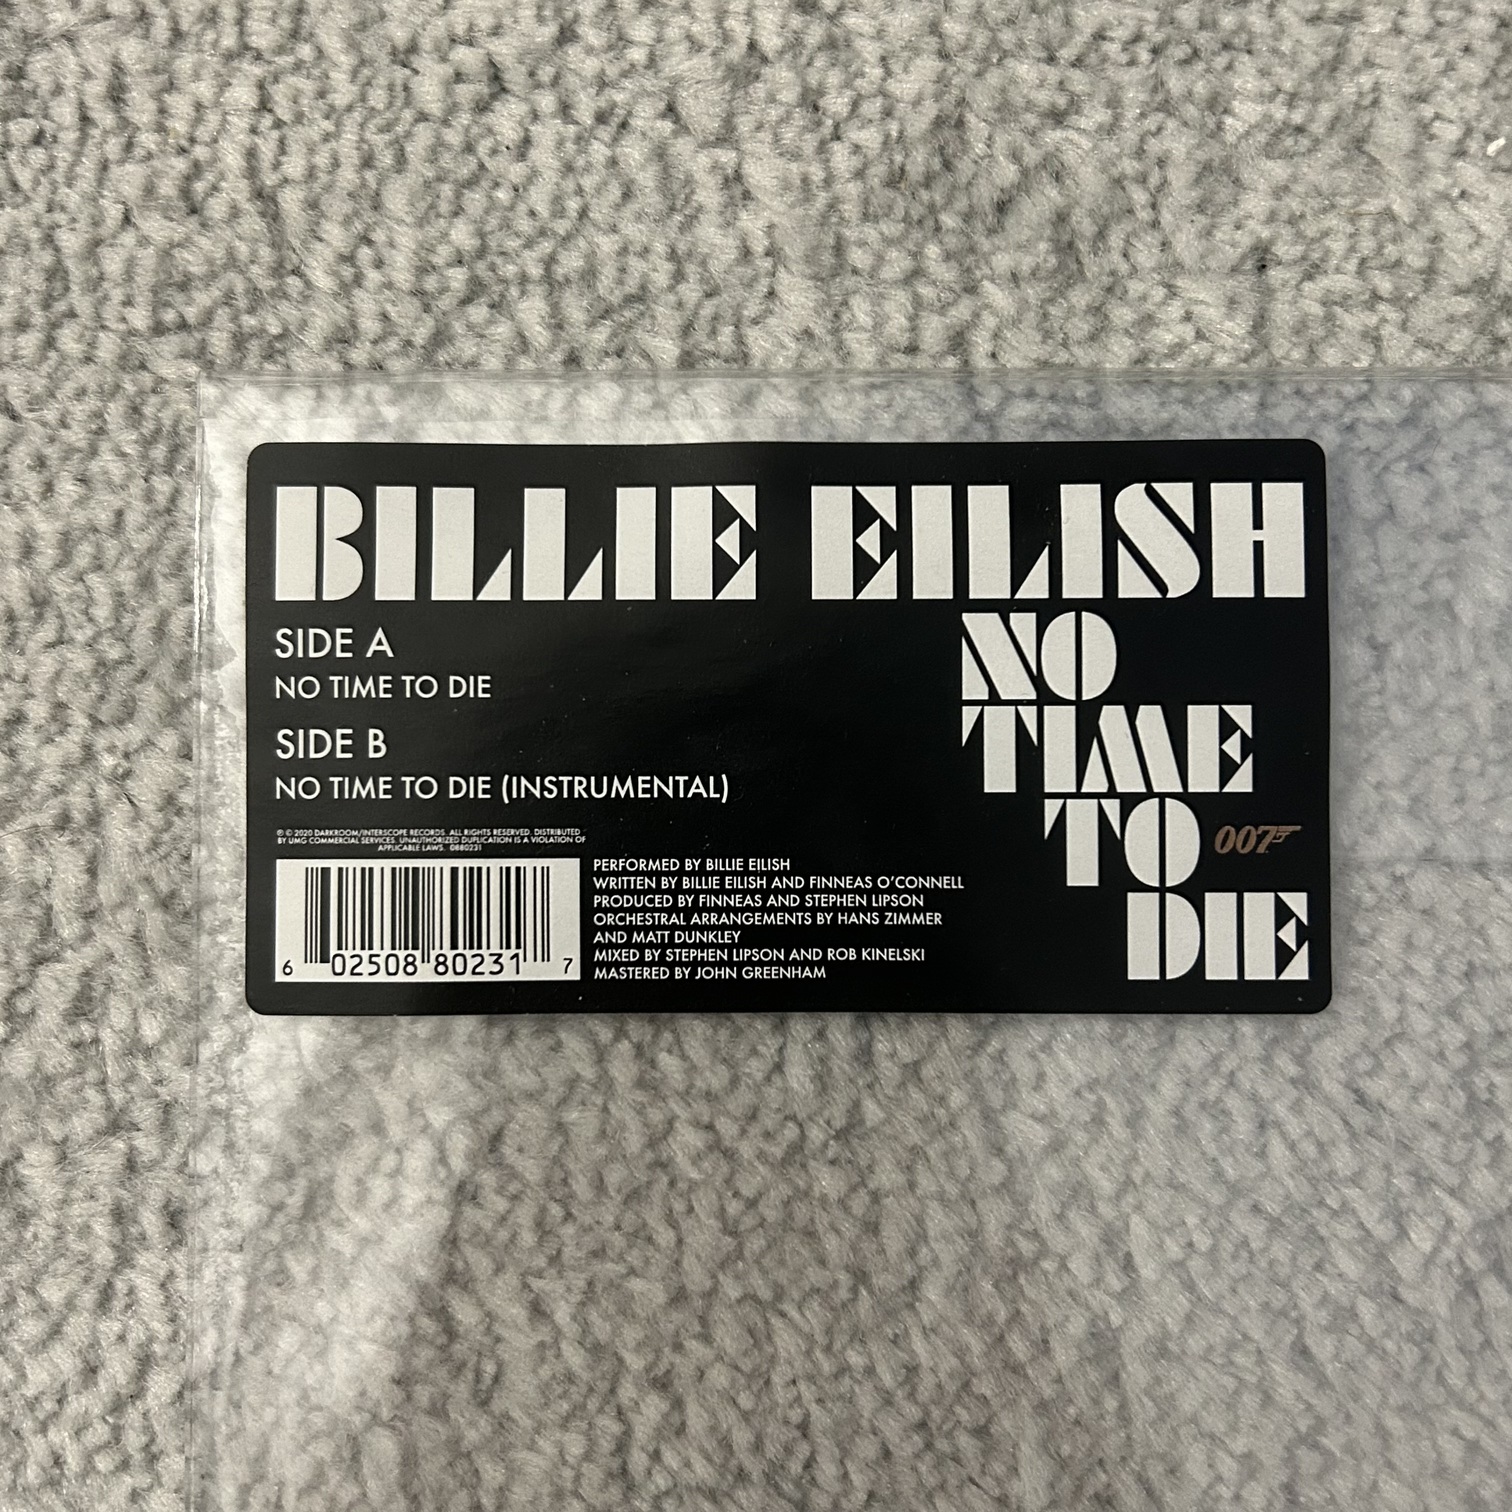 BILLIE EILISH
NO
TIME
TO
DIE
007
SIDE A
NO TIME TO DIE
SIDE B
NO TIME TO DIE (INSTRUMENTAL)
℗ © 2020 DARKROOM/INTERSCOPE RECORDS. ALL RIGHTS RESERVED. DISTRIBUTED
BY UMG COMMERCIAL SERVICES. UNAUTHORIZED DUPLICATION IS A VIOLATION OF
APPLICABLE LAWS. 0880231
6 02508 80231 7
PERFORMED BY BILLIE EILISH
WRITTEN BY BILLIE EILISH AND FINNEAS O'CONNELL
PRODUCED BY FINNEAS AND STEPHEN LIPSON
ORCHESTRAL ARRANGEMENTS BY HANS ZIMMER
AND MATT DUNKLEY
MIXED BY STEPHEN LIPSON AND ROB KINELSKI
MASTERED BY JOHN GREENHAM